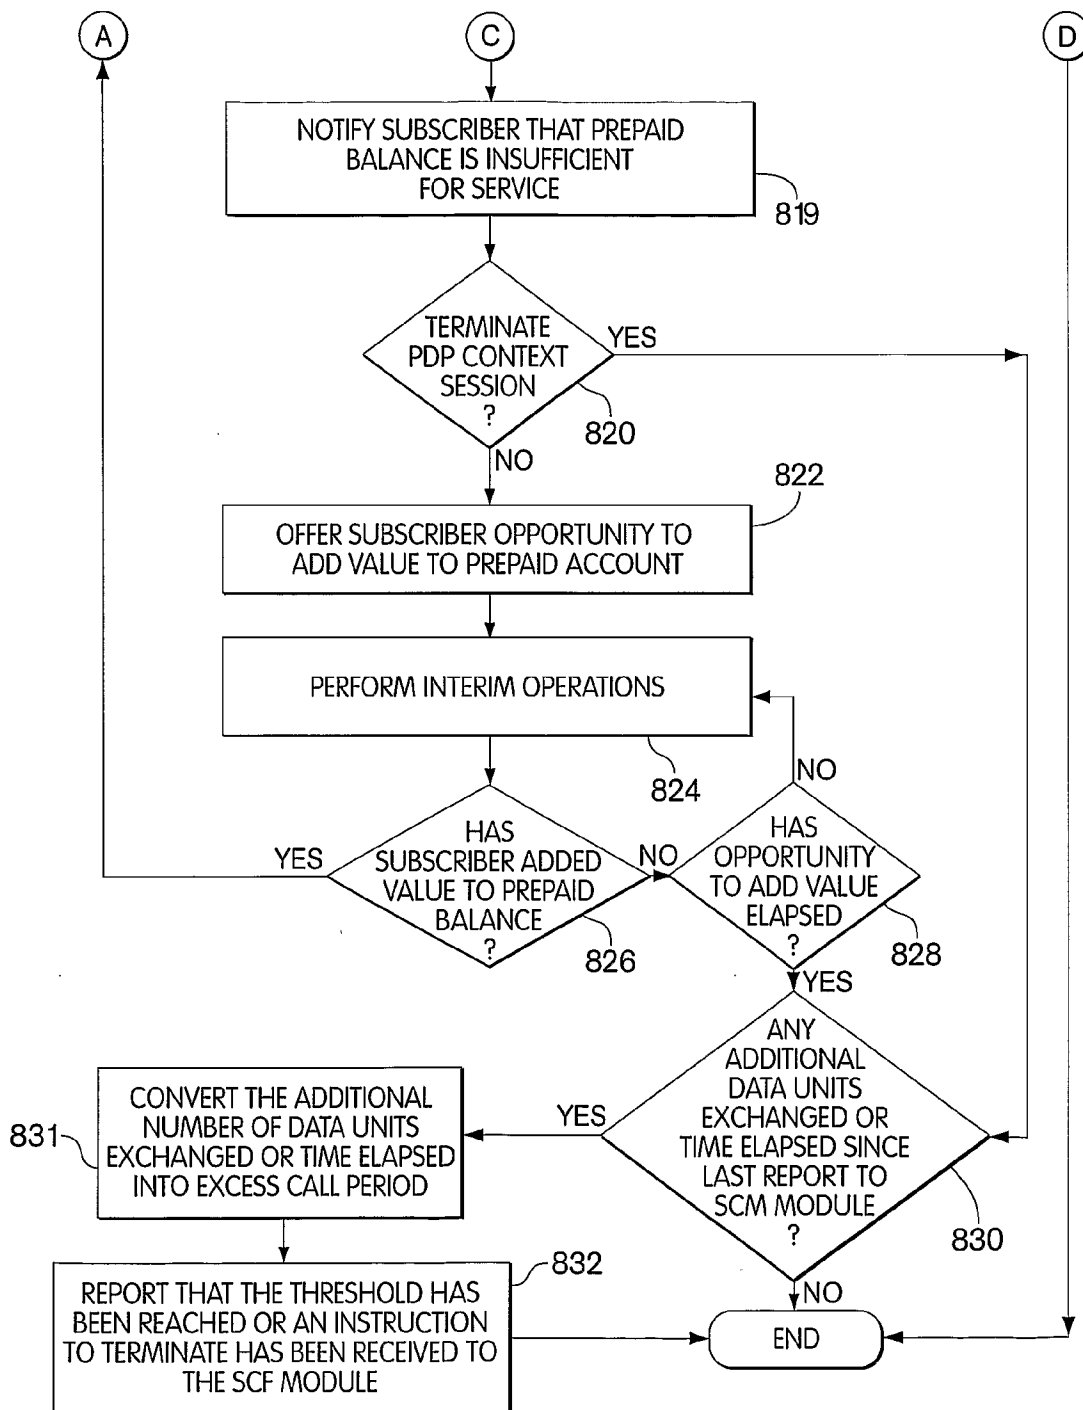 A
C
D
NOTIFY SUBSCRIBER THAT PREPAID
BALANCE IS INSUFFICIENT
FOR SERVICE
819
TERMINATE
PDP CONTEXT
SESSION
?
YES
820
NO
822
OFFER SUBSCRIBER OPPORTUNITY TO
ADD VALUE TO PREPAID ACCOUNT
PERFORM INTERIM OPERATIONS
824
NO
HAS
SUBSCRIBER ADDED
VALUE TO PREPAID
BALANCE
?
YES
NO
826
HAS
OPPORTUNITY
TO ADD VALUE
ELAPSED
?
828
YES
ANY
ADDITIONAL
DATA UNITS
EXCHANGED OR
TIME ELAPSED SINCE
LAST REPORT TO
SCM MODULE
?
YES
830
NO
831
CONVERT THE ADDITIONAL
NUMBER OF DATA UNITS
EXCHANGED OR TIME ELAPSED
INTO EXCESS CALL PERIOD
832
REPORT THAT THE THRESHOLD HAS
BEEN REACHED OR AN INSTRUCTION
TO TERMINATE HAS BEEN RECEIVED TO
THE SCF MODULE
END